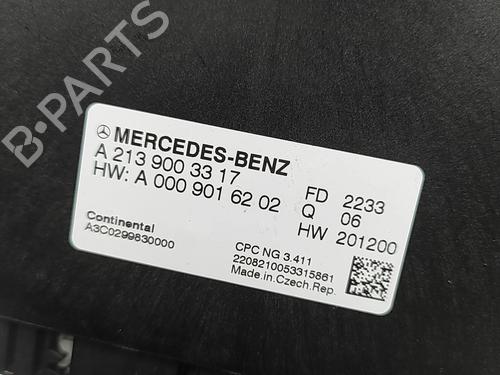 B-PARTS
MERCEDES-BENZ
A 213 900 33 17
HW: A 000 901 62 02
FD 2233
Q 06
HW 201200
Continental
A3C0299830000
CPC NG 3.411
2208210053315861
Made.in.Czech.Rep.